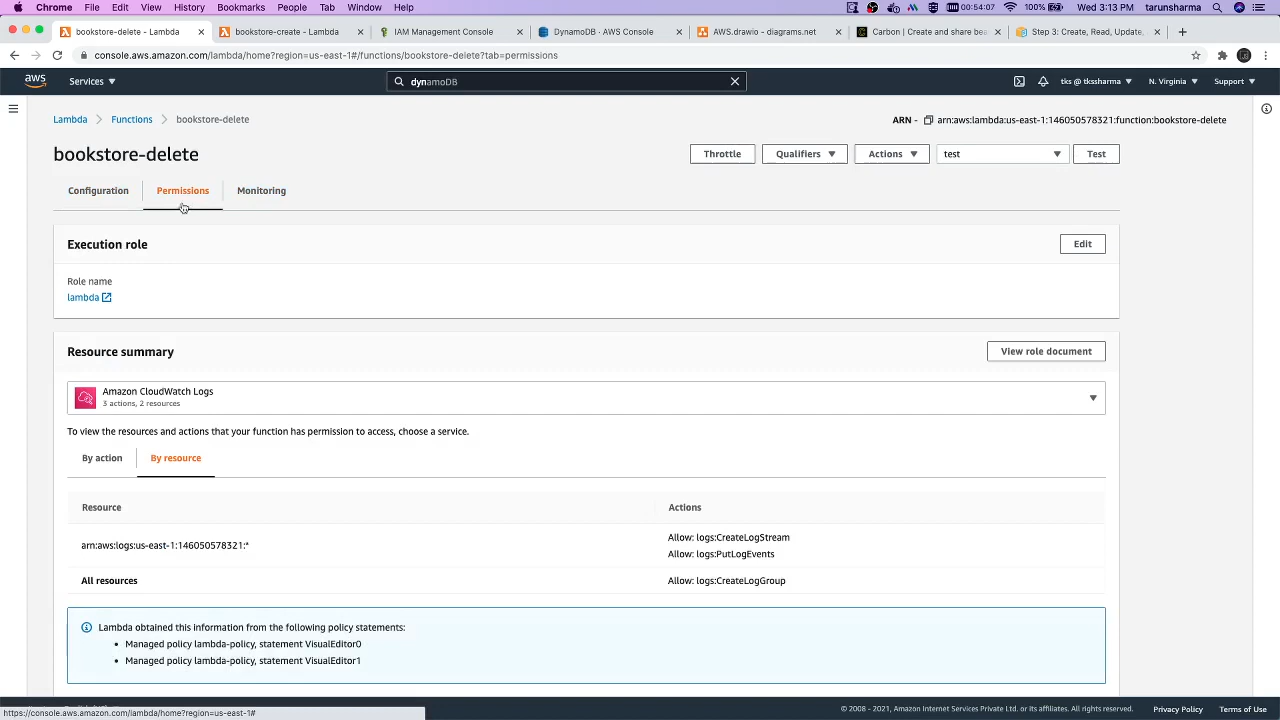 Chrome File Edit View History Bookmarks People Tab Window Help
00:54:07 100% Wed 3:13 PM tarunsharma
bookstore-delete - Lambda
bookstore-create - Lambda
IAM Management Console
DynamoDB - AWS Console
AWS.drawio - diagrams.net
Carbon | Create and share bea
Step 3: Create, Read, Update,
console.aws.amazon.com/lambda/home?region=us-east-1#/functions/bookstore-delete?tab=permissions
aws Services dynamoDB tks @ tkssharma N. Virginia Support
Lambda Functions bookstore-delete
ARN - arn:aws:lambda:us-east-1:146050578321:function:bookstore-delete
bookstore-delete
Throttle Qualifiers Actions test Test
Configuration Permissions Monitoring
Execution role
Edit
Role name
lambda
Resource summary
View role document
Amazon CloudWatch Logs
3 actions, 2 resources
To view the resources and actions that your function has permission to access, choose a service.
By action By resource
Resource Actions
arn:aws:logs:us-east-1:146050578321:*
Allow: logs:CreateLogStream
Allow: logs:PutLogEvents
All resources Allow: logs:CreateLogGroup
Lambda obtained this information from the following policy statements:
• Managed policy lambda-policy, statement VisualEditor0
• Managed policy lambda-policy, statement VisualEditor1
https://console.aws.amazon.com/lambda/home?region=us-east-1#
© 2008 - 2021, Amazon Internet Services Private Ltd. or its affiliates. All rights reserved. Privacy Policy Terms of Use